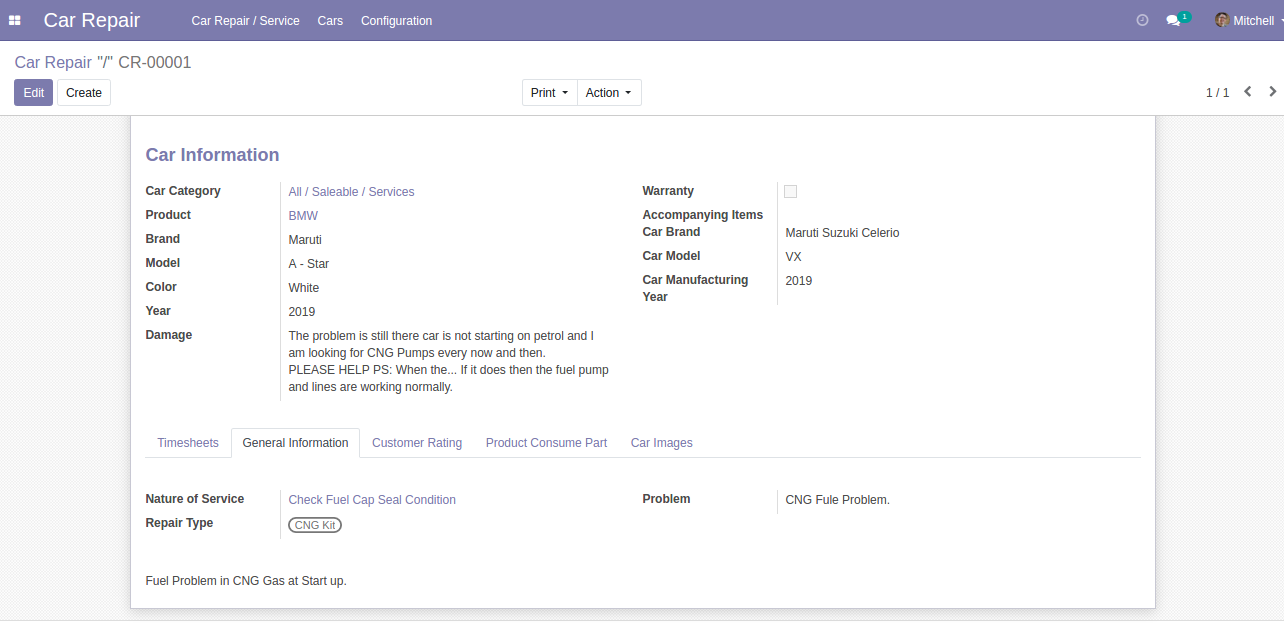 Car Repair Car Repair / Service Cars Configuration 1 Mitchell
Car Repair "/" CR-00001
Edit Create Print Action 1 / 1
Car Information
Car Category All / Saleable / Services
Product BMW
Brand Maruti
Model A - Star
Color White
Year 2019
Damage The problem is still there car is not starting on petrol and I
am looking for CNG Pumps every now and then.
PLEASE HELP PS: When the... If it does then the fuel pump
and lines are working normally.
Warranty
Accompanying Items
Car Brand Maruti Suzuki Celerio
Car Model VX
Car Manufacturing 2019
Year
Timesheets General Information Customer Rating Product Consume Part Car Images
Nature of Service Check Fuel Cap Seal Condition
Repair Type CNG Kit
Problem CNG Fule Problem.
Fuel Problem in CNG Gas at Start up.